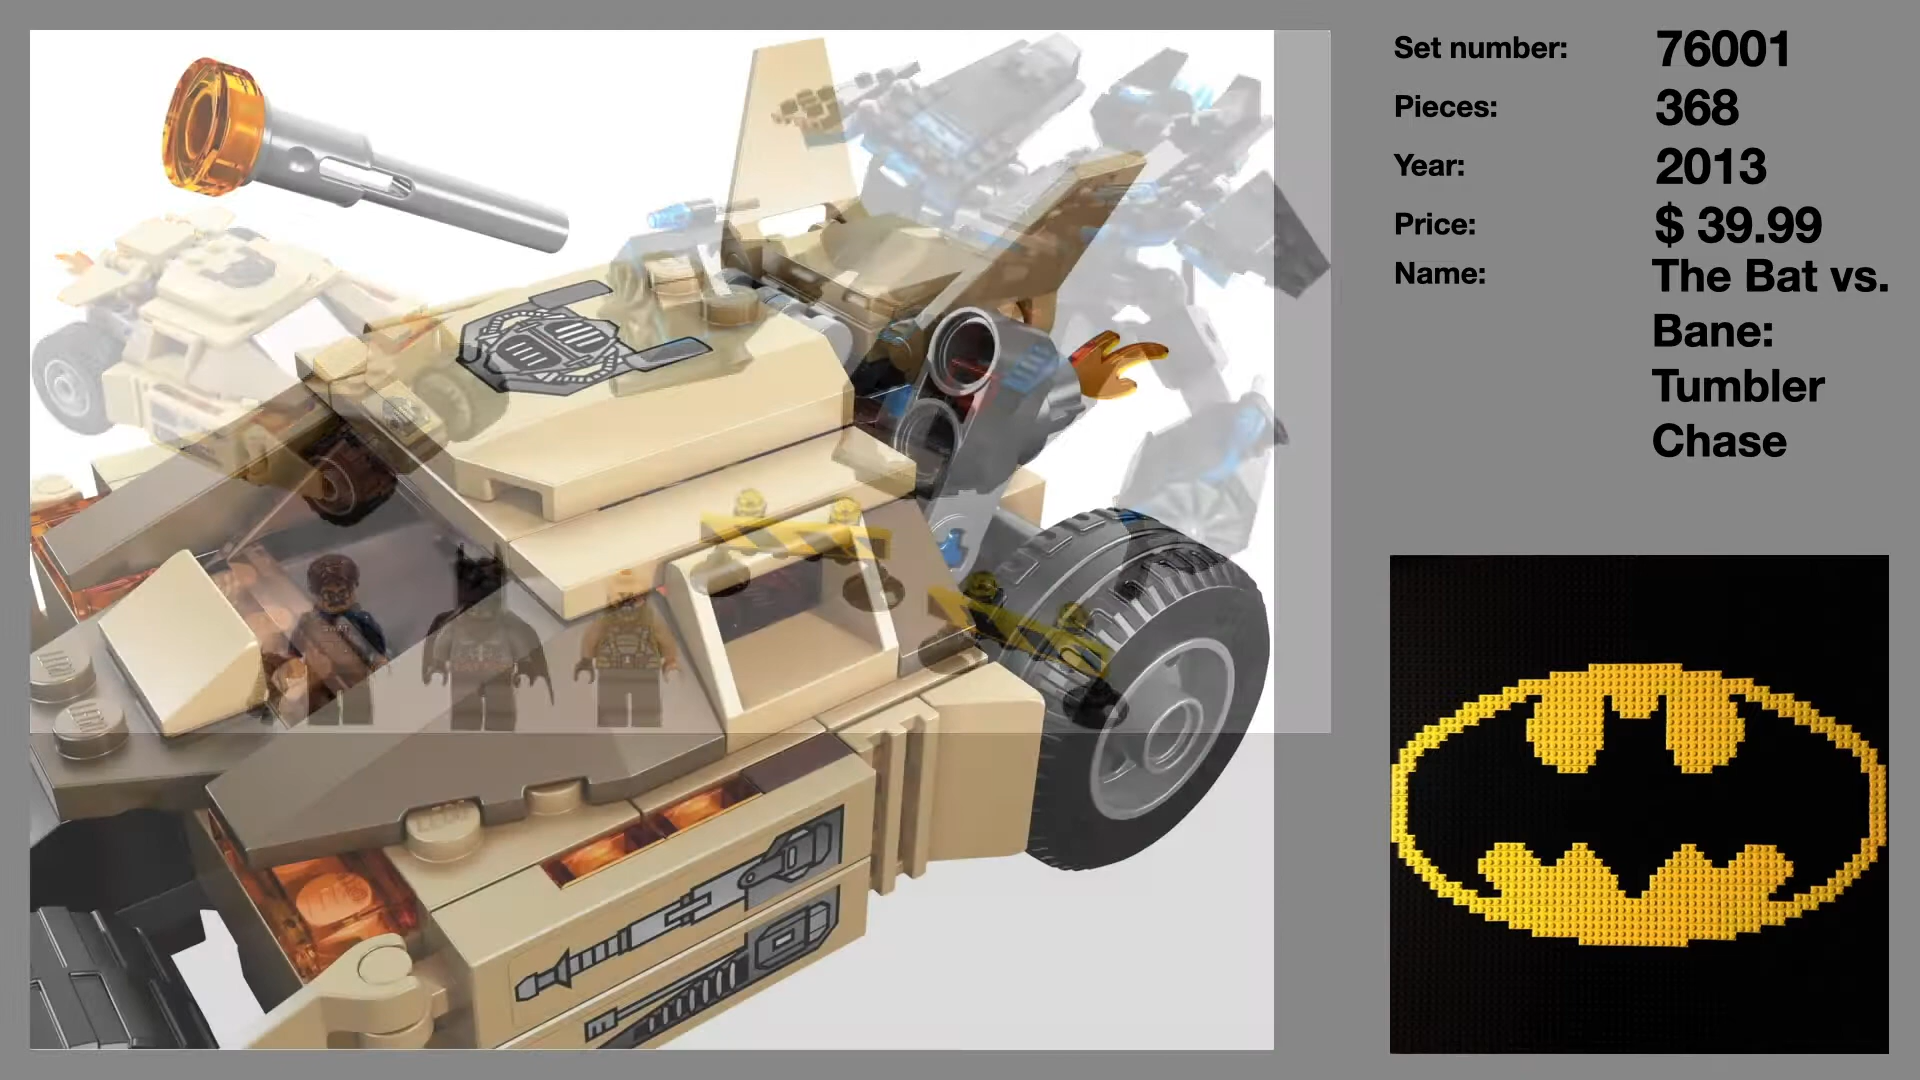 Set number: 76001
Pieces: 368
Year: 2013
Price: $ 39.99
Name: The Bat vs.
Bane:
Tumbler
Chase